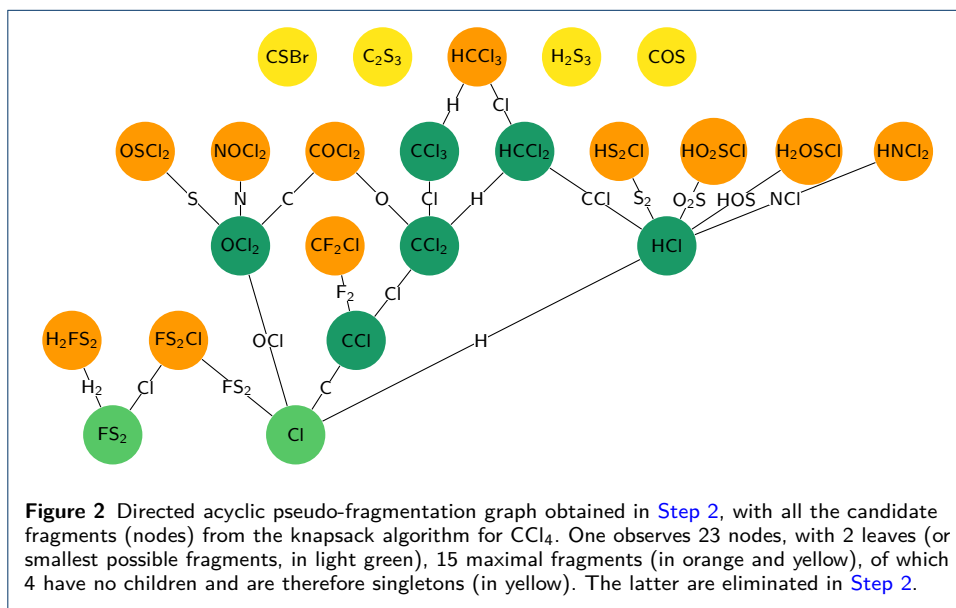 CSBr C₂S₃ HCCl₃ H₂S₃ COS
H Cl
OSCl₂ NOCl₂ COCl₂ CCl₃ HCCl₂ HS₂Cl HO₂SCl H₂OSCl HNCl₂
S N C O Cl H CCl S₂ O₂S HOS NCl
OCl₂ CF₂Cl CCl₂ HCl
F₂ Cl
H₂FS₂ FS₂Cl CCl OCl H
H₂ Cl FS₂ C
FS₂ Cl
Figure 2 Directed acyclic pseudo-fragmentation graph obtained in Step 2, with all the candidate
fragments (nodes) from the knapsack algorithm for CCl₄. One observes 23 nodes, with 2 leaves (or
smallest possible fragments, in light green), 15 maximal fragments (in orange and yellow), of which
4 have no children and are therefore singletons (in yellow). The latter are eliminated in Step 2.